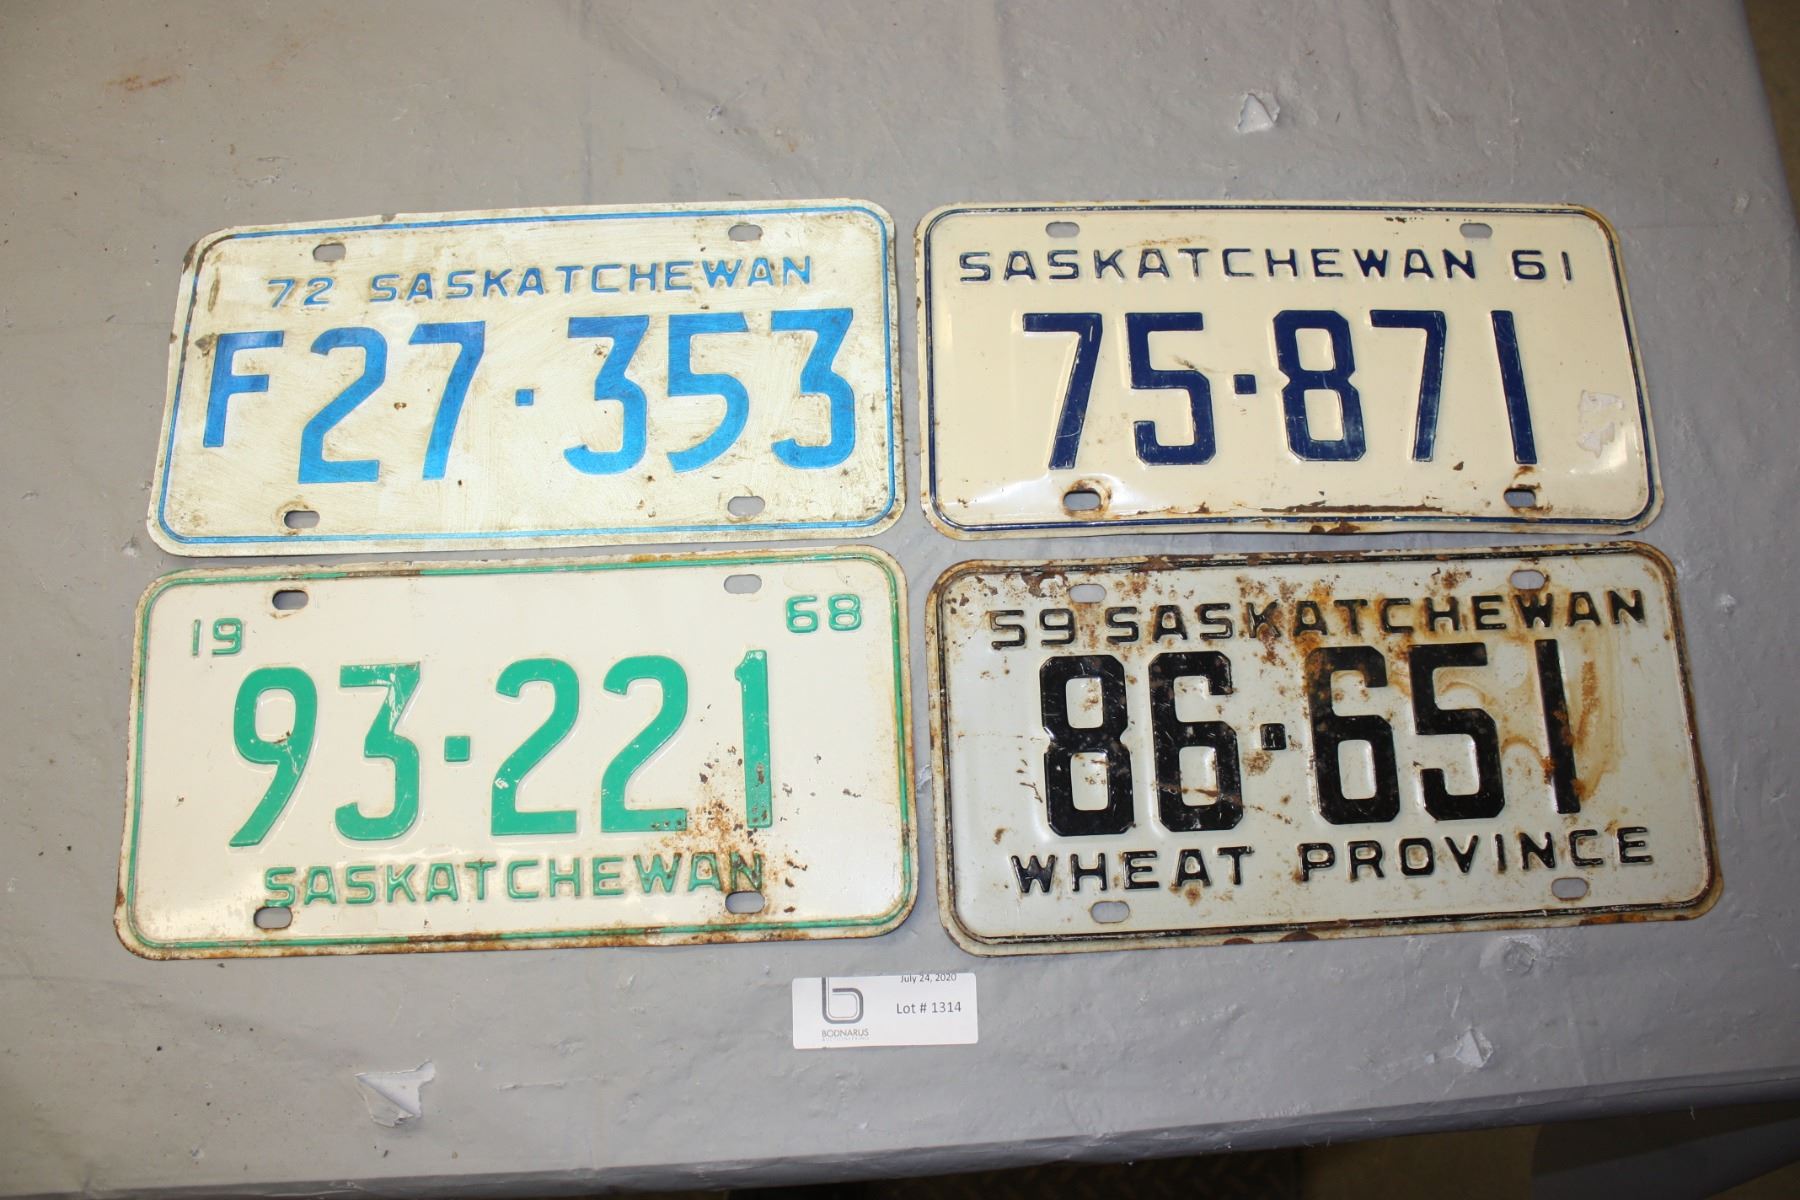 72 SASKATCHEWAN
F27·353
SASKATCHEWAN 61
75·871
19 68
93·221
SASKATCHEWAN
59 SASKATCHEWAN
86·651
WHEAT PROVINCE
July 24, 2020
Lot # 1314
BODNARUS
AUCTIONEERING